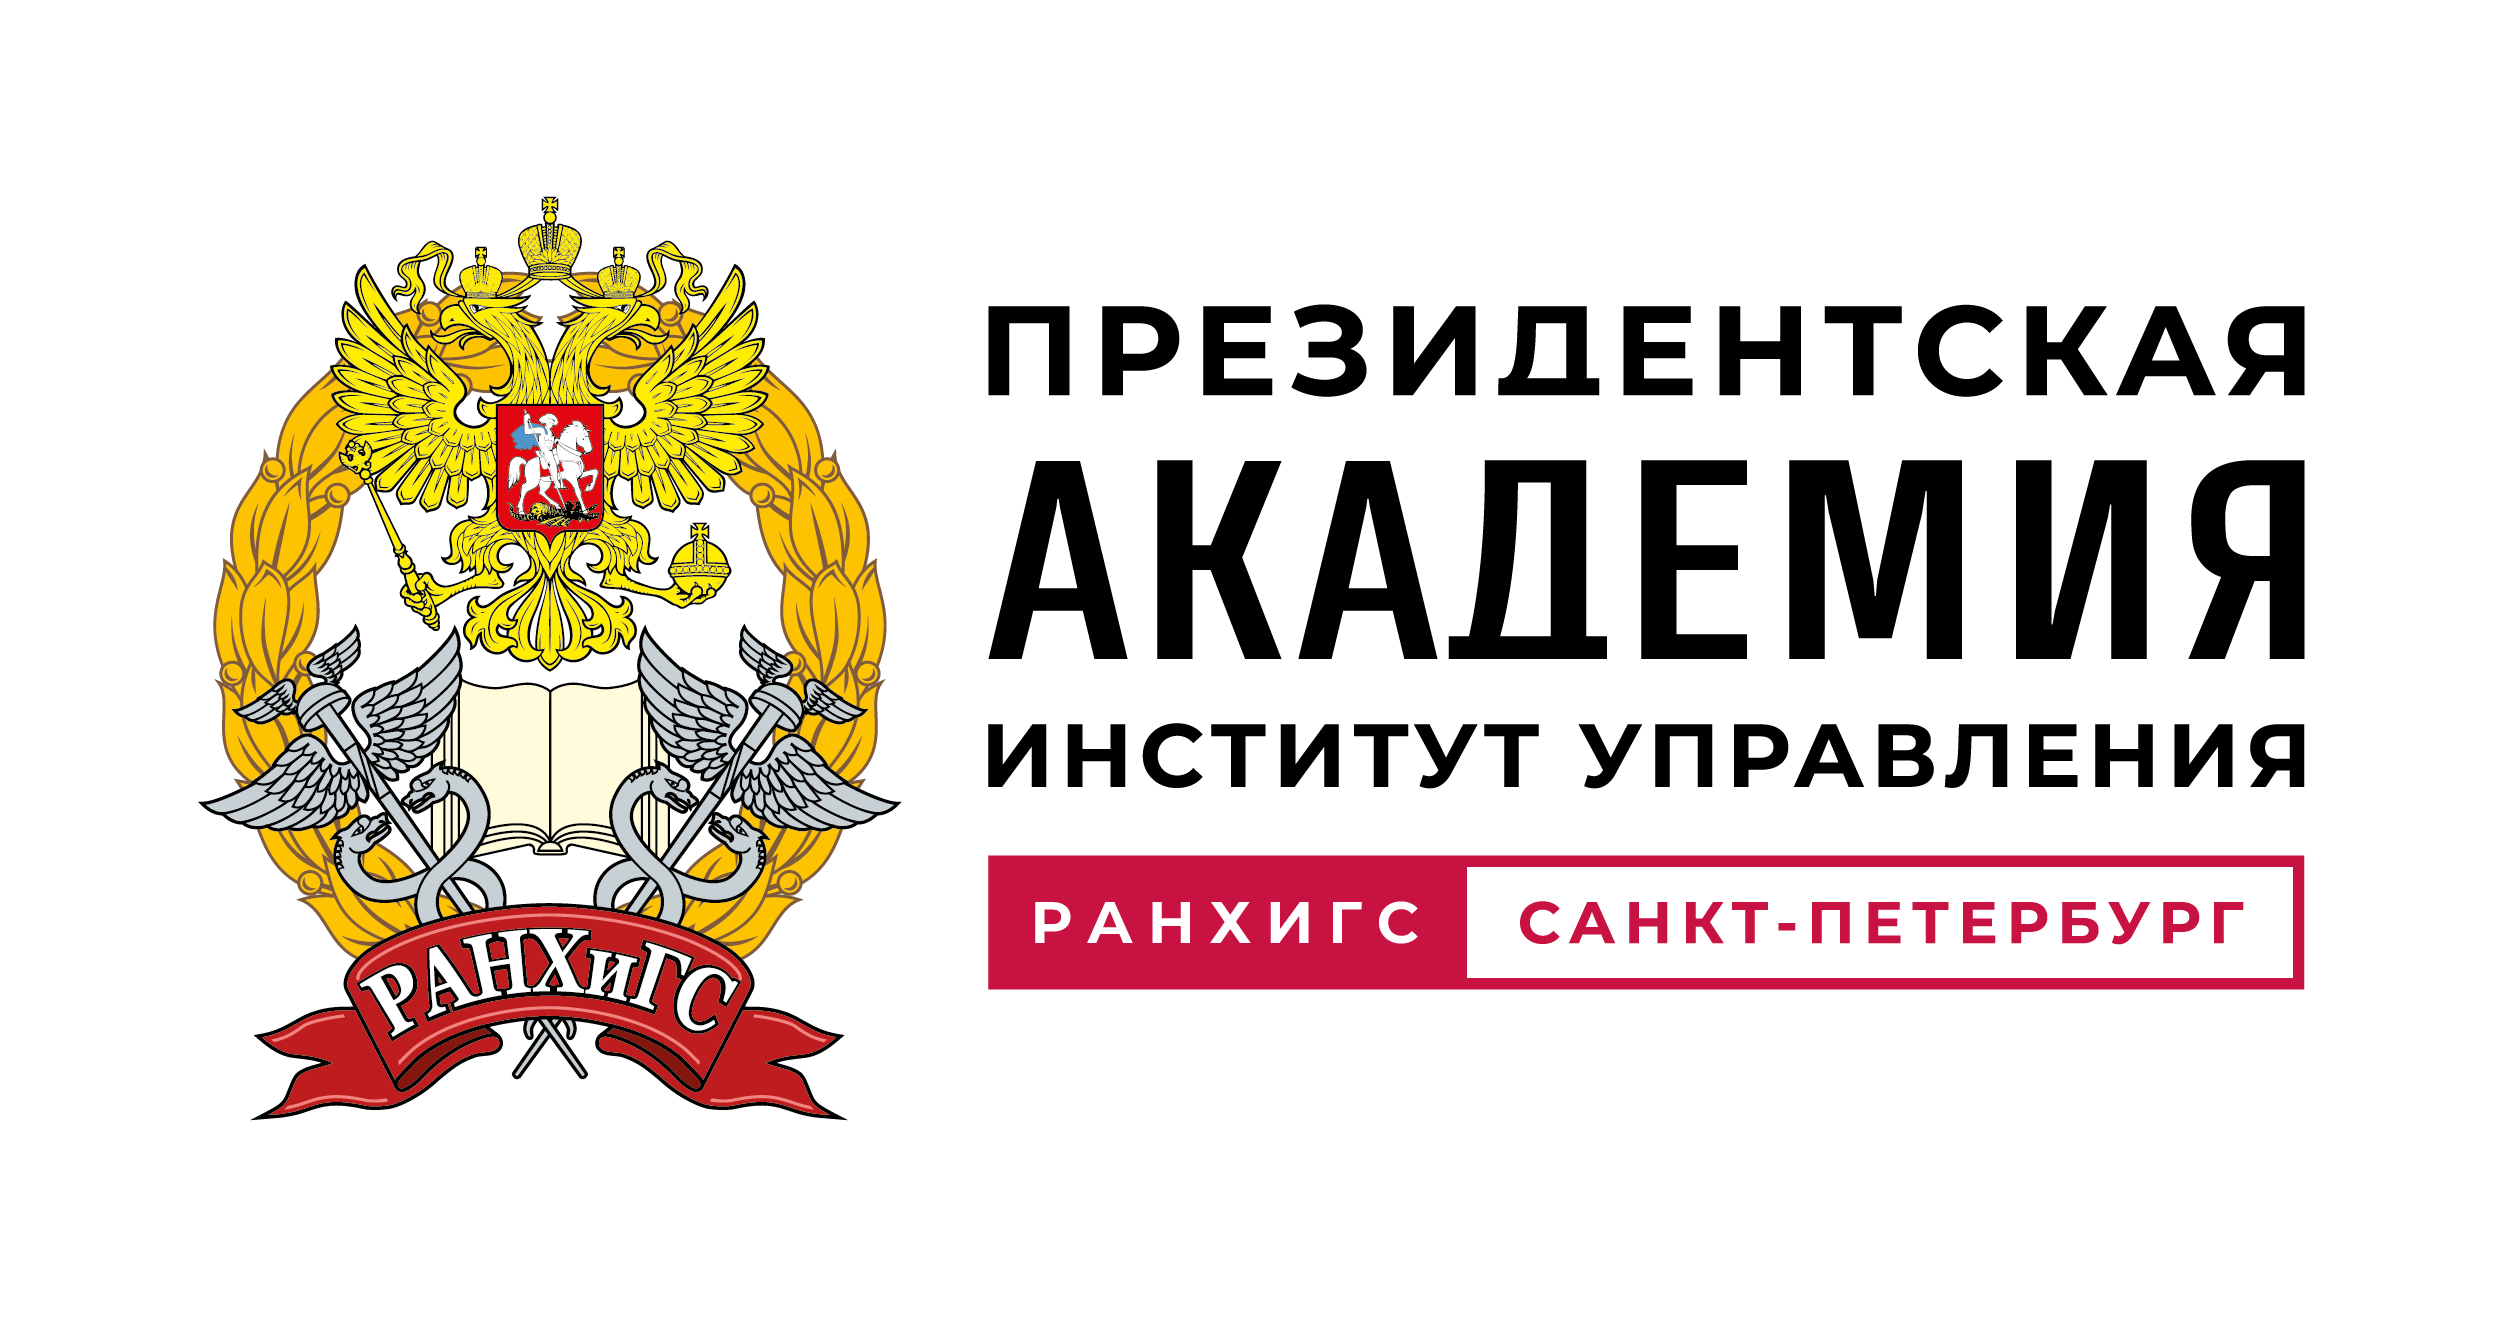 РАНХиГС
ПРЕЗИДЕНТСКАЯ
АКАДЕМИЯ
ИНСТИТУТ УПРАВЛЕНИЯ
РАНХИГС САНКТ-ПЕТЕРБУРГ